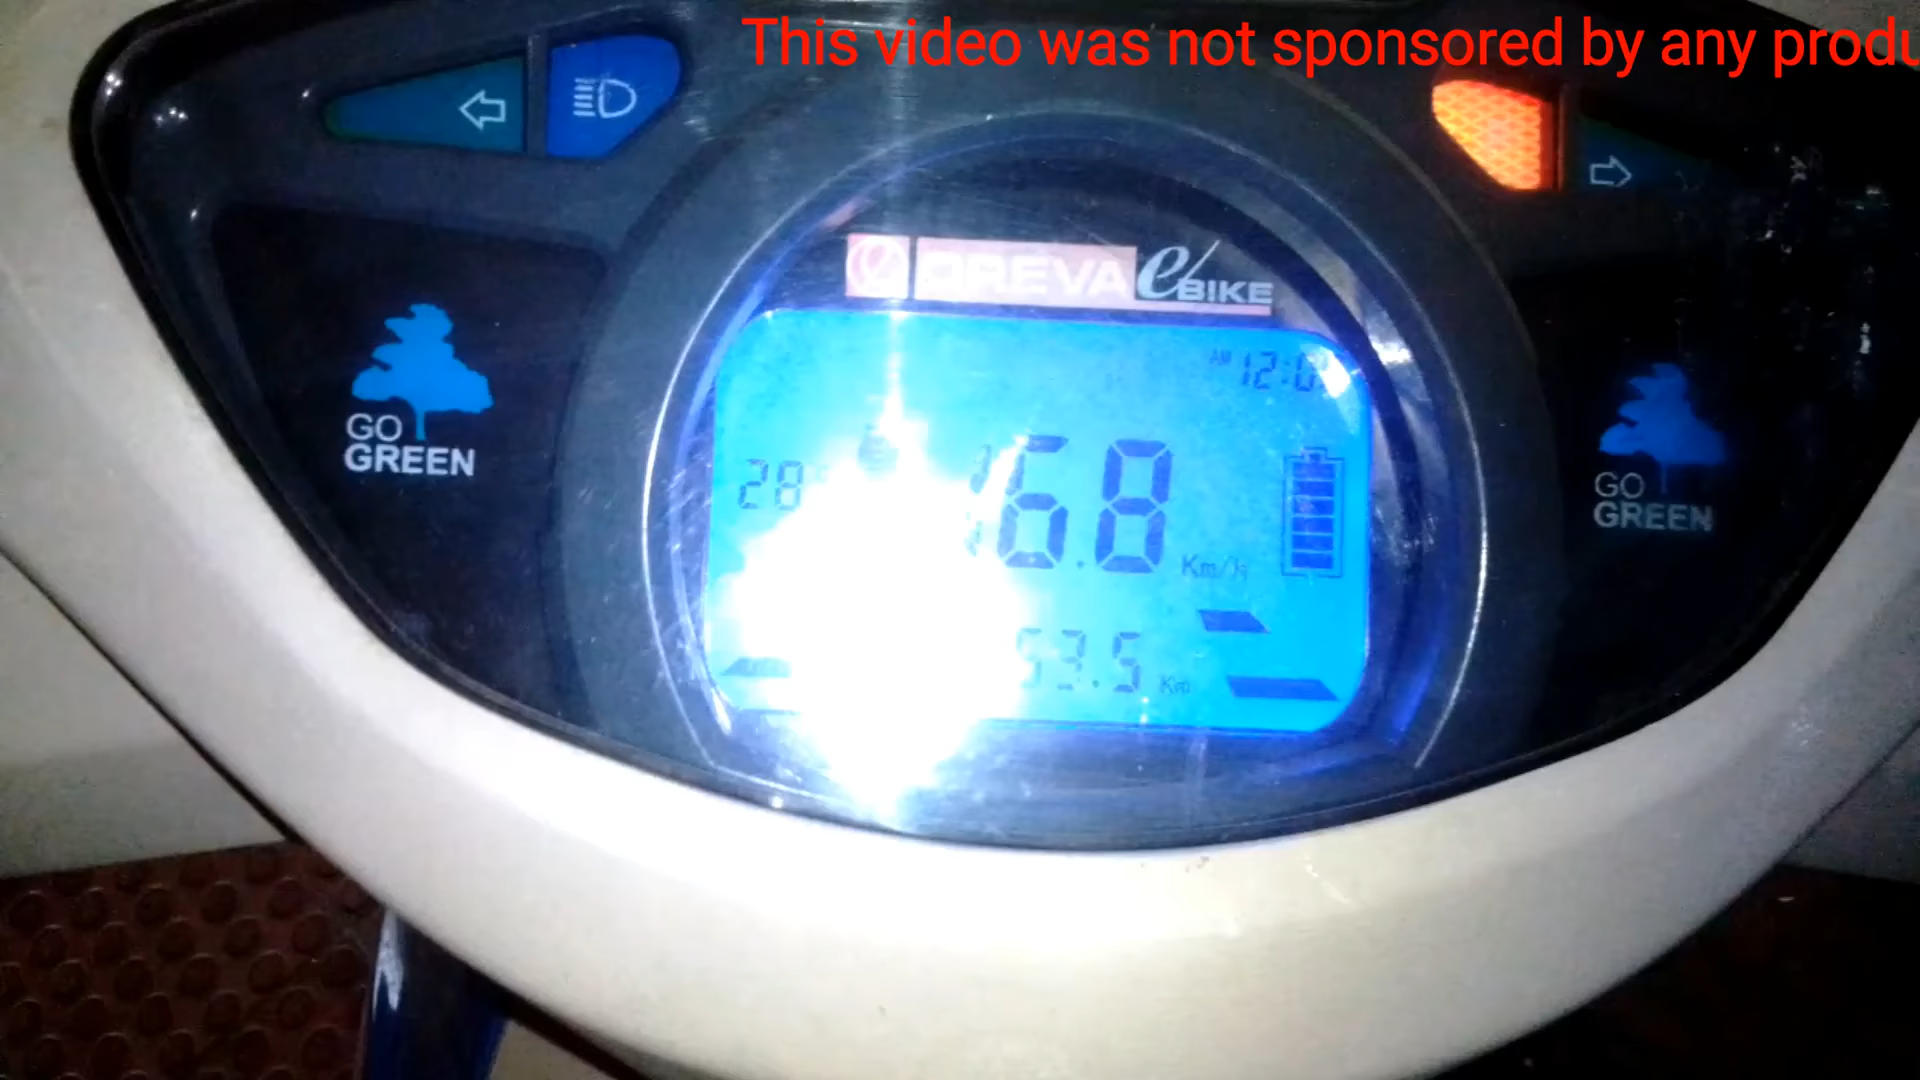 This video was not sponsored by any produ
OREVA eBIKE
AM 12:0
28
6.8 Km/h
53.5 Km
GO
GREEN
GO
GREEN